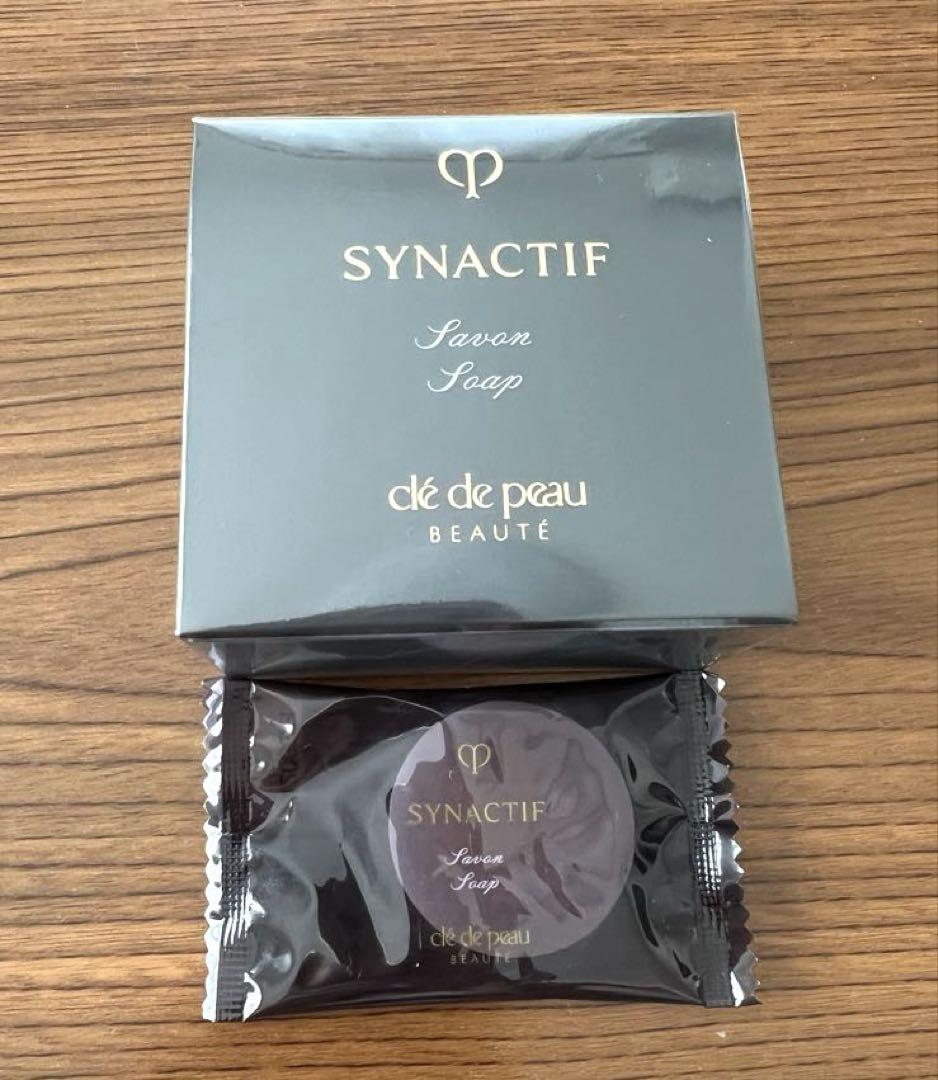 SYNACTIF
Savon
Soap
clé de peau
BEAUTÉ
SYNACTIF
Savon
Soap
clé de peau
BEAUTÉ